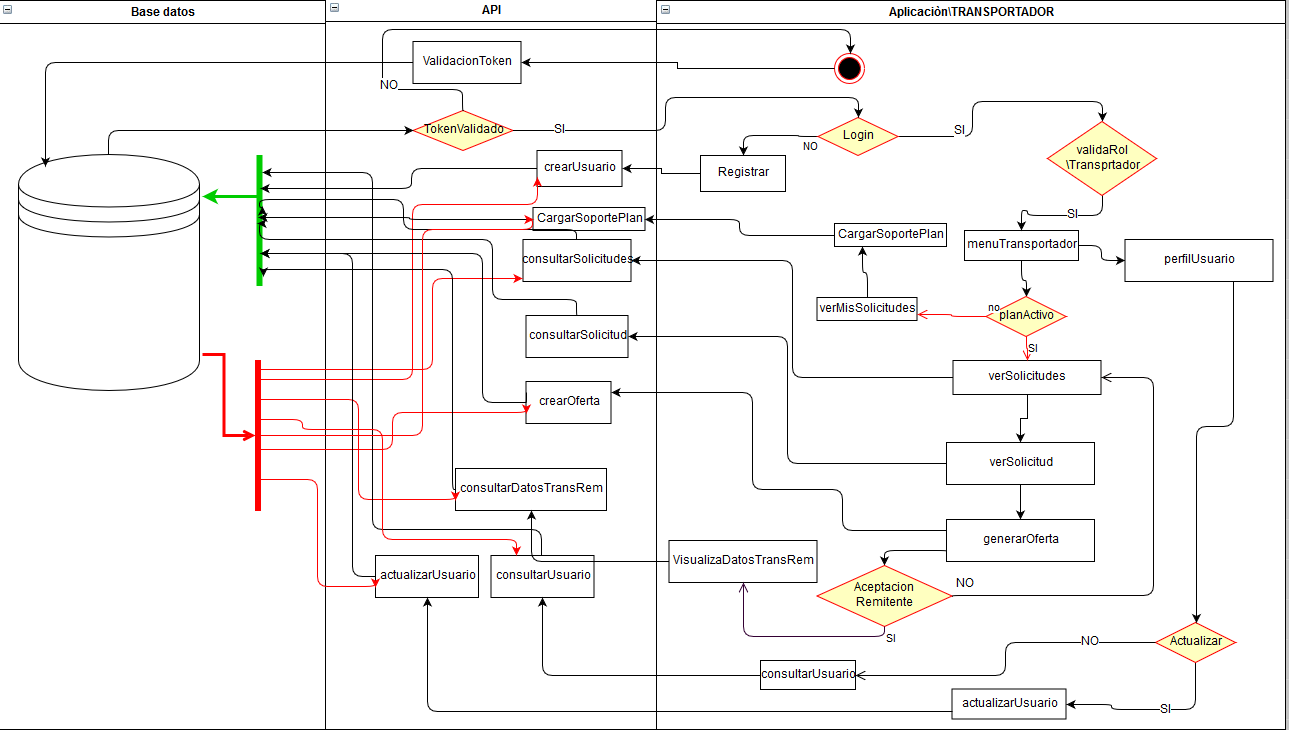 Base datos
API
Aplicación\TRANSPORTADOR
ValidacionToken
NO
TokenValidado
SI
Login
NO
SI
validaRol
\Transprtador
SI
crearUsuario
Registrar
CargarSoportePlan
CargarSoportePlan
menuTransportador
perfilUsuario
consultarSolicitudes
verMisSolicitudes
no
planActivo
SI
consultarSolicitud
verSolicitudes
crearOferta
verSolicitud
consultarDatosTransRem
generarOferta
VisualizaDatosTransRem
actualizarUsuario
consultarUsuario
Aceptacion
Remitente
NO
SI
NO
Actualizar
consultarUsuario
actualizarUsuario
SI